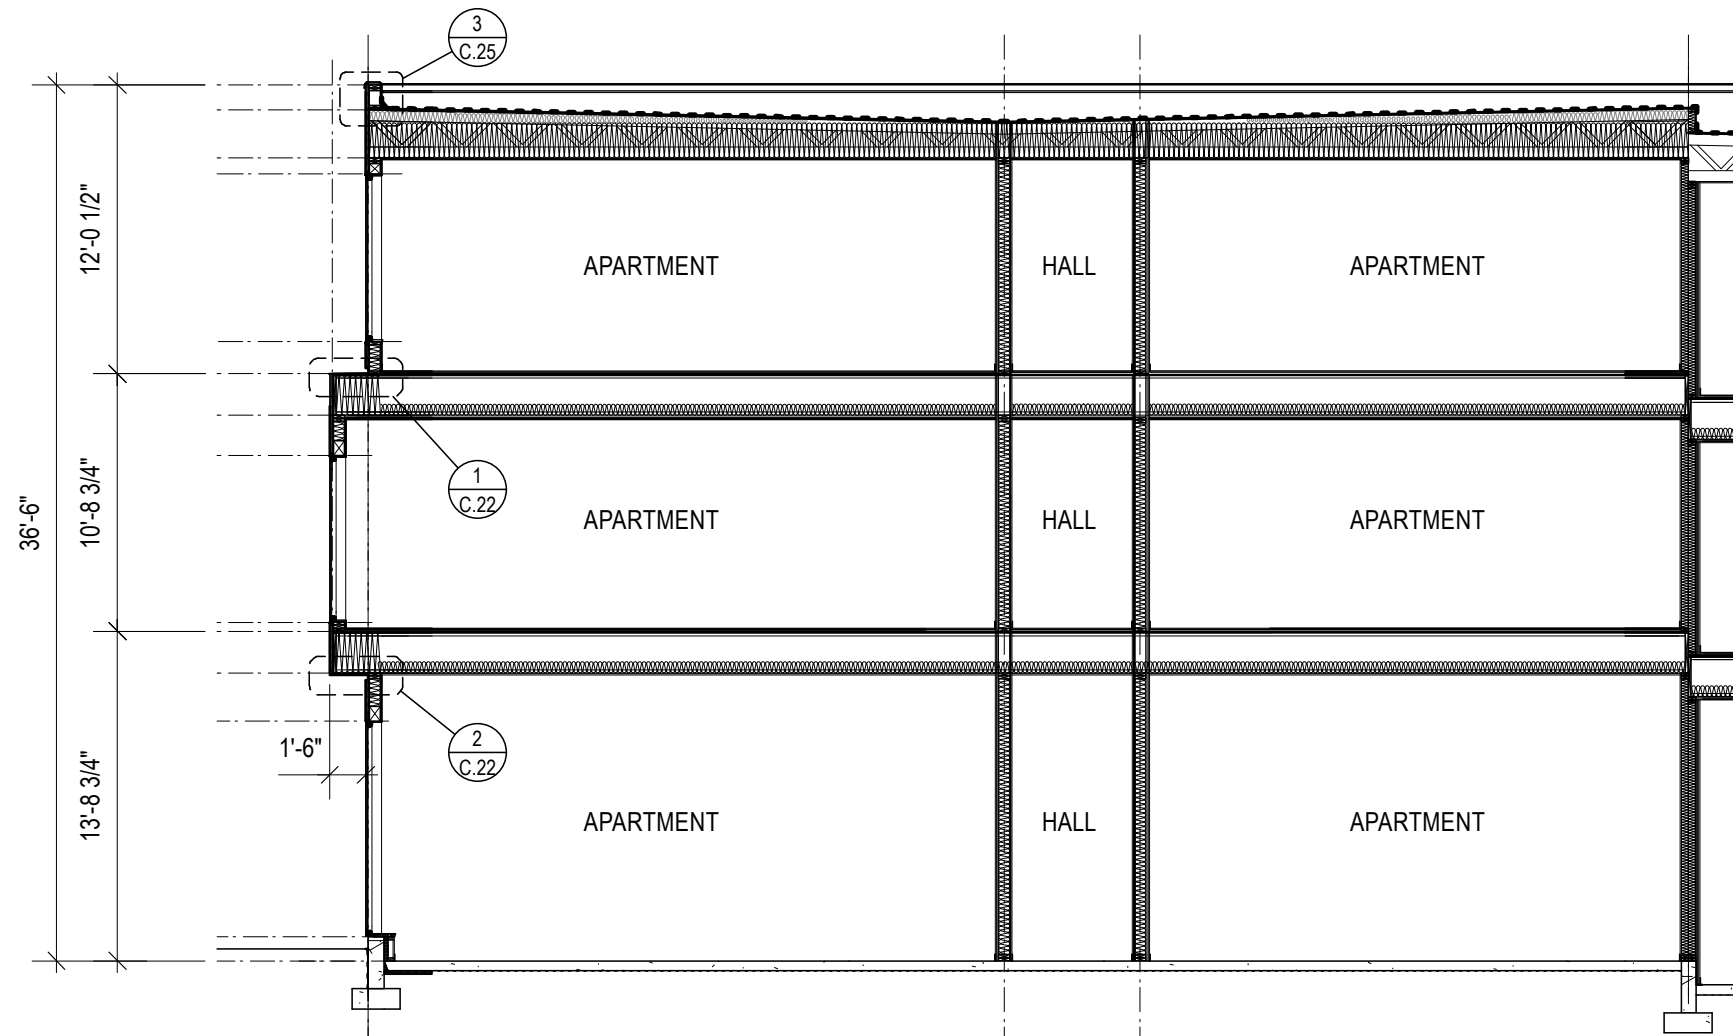 3
C.25
12'-0 1/2"
APARTMENT
HALL
APARTMENT
1
C.22
36'-6"
10'-8 3/4"
APARTMENT
HALL
APARTMENT
1'-6"
2
C.22
13'-8 3/4"
APARTMENT
HALL
APARTMENT